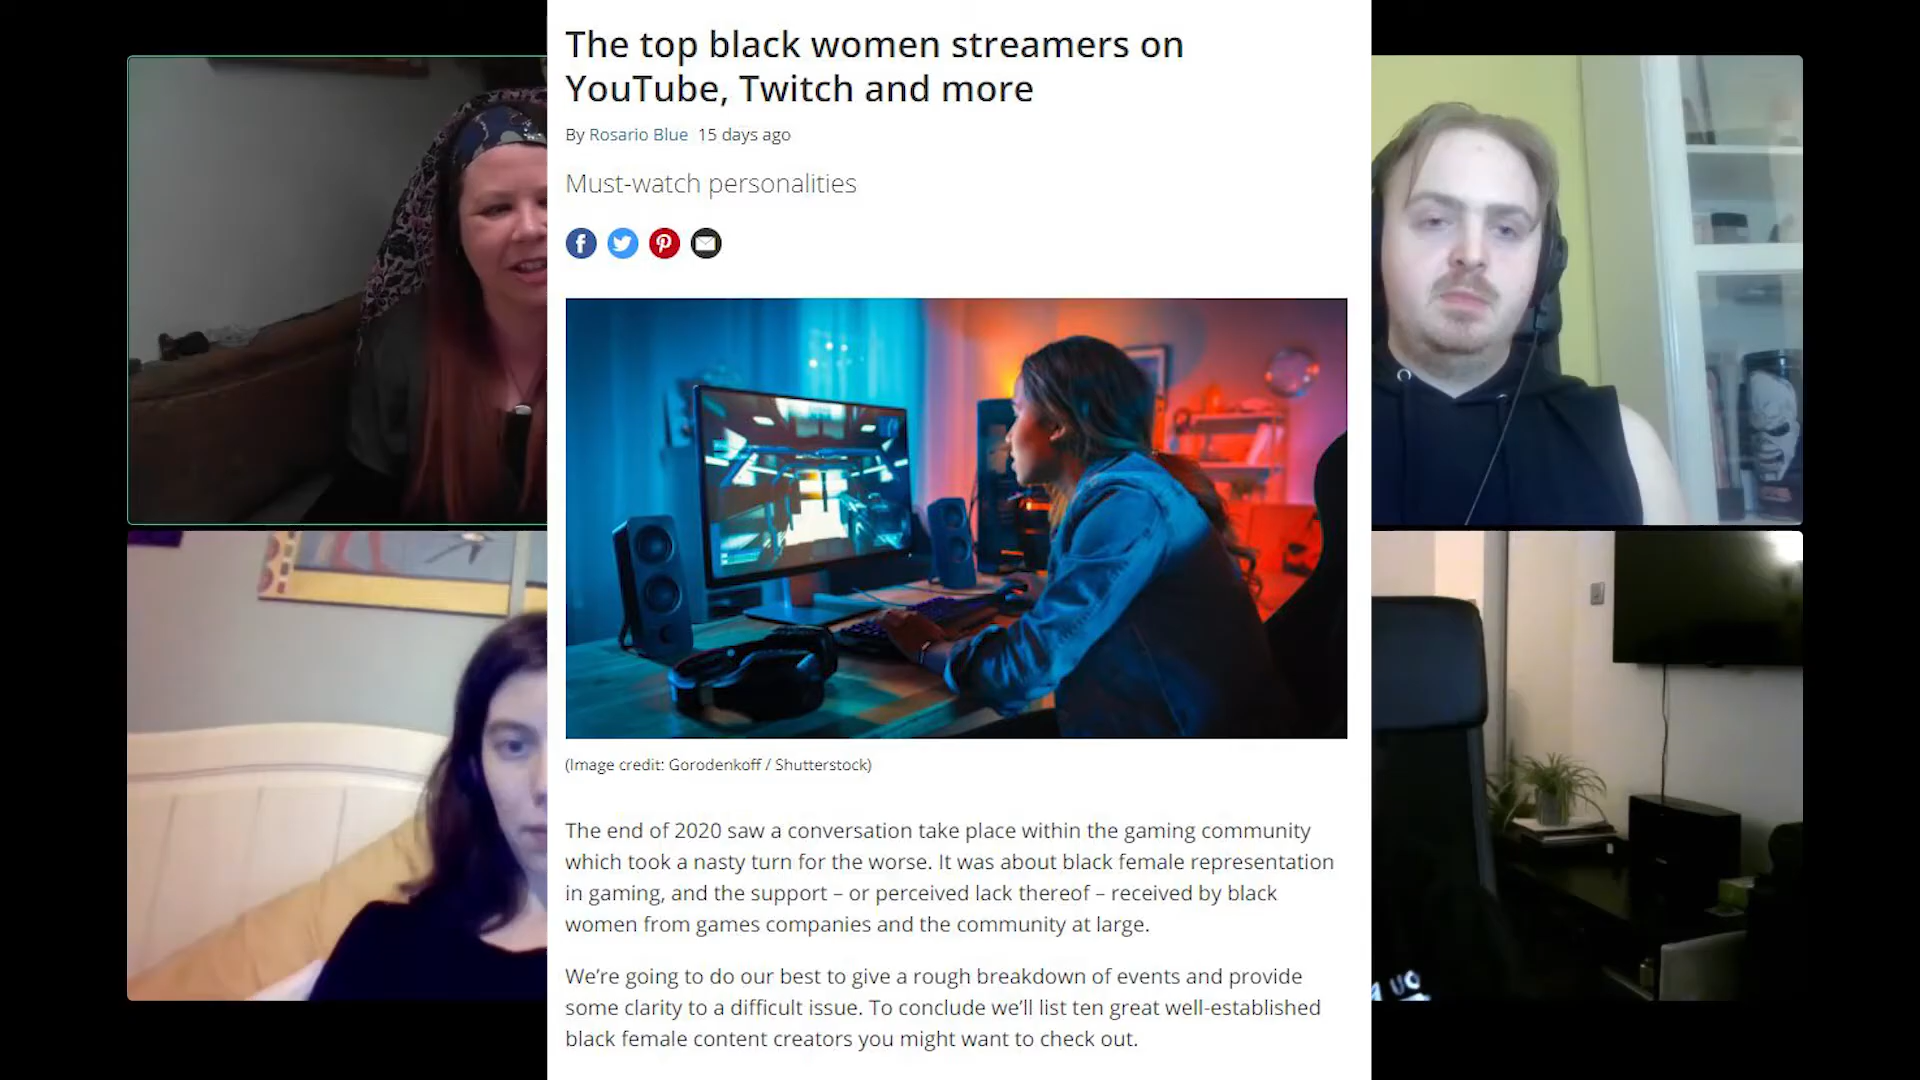 The top black women streamers on
YouTube, Twitch and more
By Rosario Blue 15 days ago
Must-watch personalities
(Image credit: Gorodenkoff / Shutterstock)
The end of 2020 saw a conversation take place within the gaming community
which took a nasty turn for the worse. It was about black female representation
in gaming, and the support – or perceived lack thereof – received by black
women from games companies and the community at large.
We’re going to do our best to give a rough breakdown of events and provide
some clarity to a difficult issue. To conclude we’ll list ten great well-established
black female content creators you might want to check out.